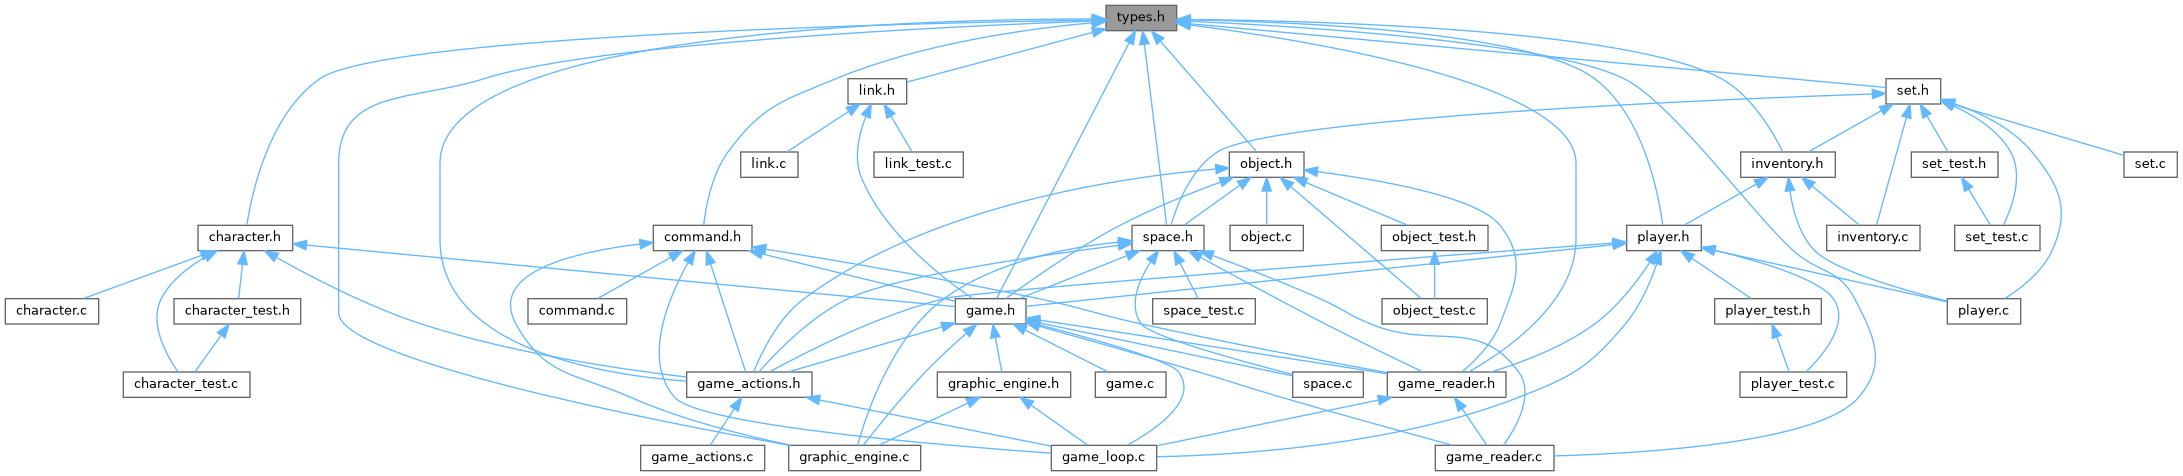 types.h
link.h
set.h
link.c
link_test.c
object.h
inventory.h
set_test.h
set.c
character.h
command.h
space.h
object.c
object_test.h
player.h
inventory.c
set_test.c
character.c
character_test.h
command.c
game.h
space_test.c
object_test.c
player_test.h
player.c
character_test.c
game_actions.h
graphic_engine.h
game.c
space.c
game_reader.h
player_test.c
game_actions.c
graphic_engine.c
game_loop.c
game_reader.c